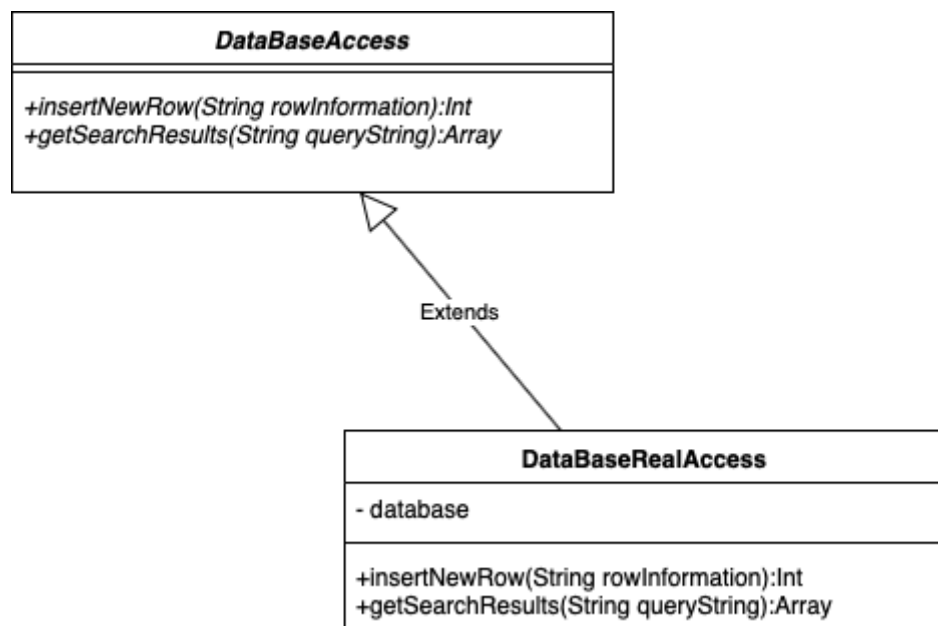 DataBaseAccess
+insertNewRow(String rowInformation):Int
+getSearchResults(String queryString):Array
Extends
DataBaseRealAccess
- database
+insertNewRow(String rowInformation):Int
+getSearchResults(String queryString):Array